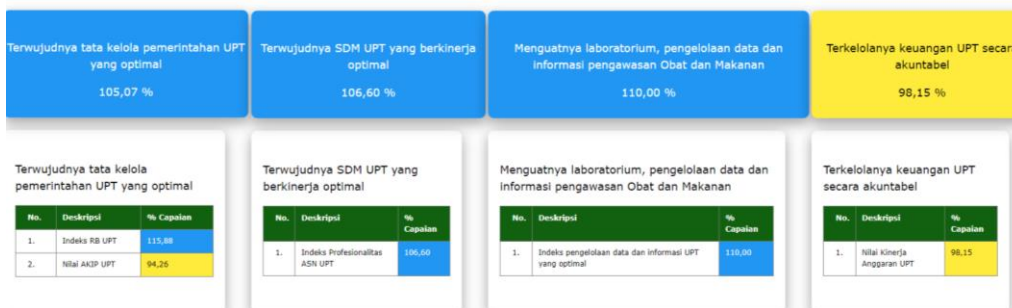 Terwujudnya tata kelola pemerintahan UPT
yang optimal
105,07 %
Terwujudnya SDM UPT yang berkinerja
optimal
106,60 %
Menguatnya laboratorium, pengelolaan data dan
informasi pengawasan Obat dan Makanan
110,00 %
Terkelolanya keuangan UPT secar
akuntabel
98,15 %
Terwujudnya tata kelola
pemerintahan UPT yang optimal
No. Deskripsi % Capaian
1. Indeks RB UPT 115,88
2. Nilai AKIP UPT 94,26
Terwujudnya SDM UPT yang
berkinerja optimal
No. Deskripsi %
Capaian
1. Indeks Profesionalitas 106,60
ASN UPT
Menguatnya laboratorium, pengelolaan data dan
informasi pengawasan Obat dan Makanan
No. Deskripsi %
Capaian
1. Indeks pengelolaan data dan informasi UPT 110,00
yang optimal
Terkelolanya keuangan UPT
secara akuntabel
No. Deskripsi %
Capaian
1. Nilai Kinerja 98,15
Anggaran UPT